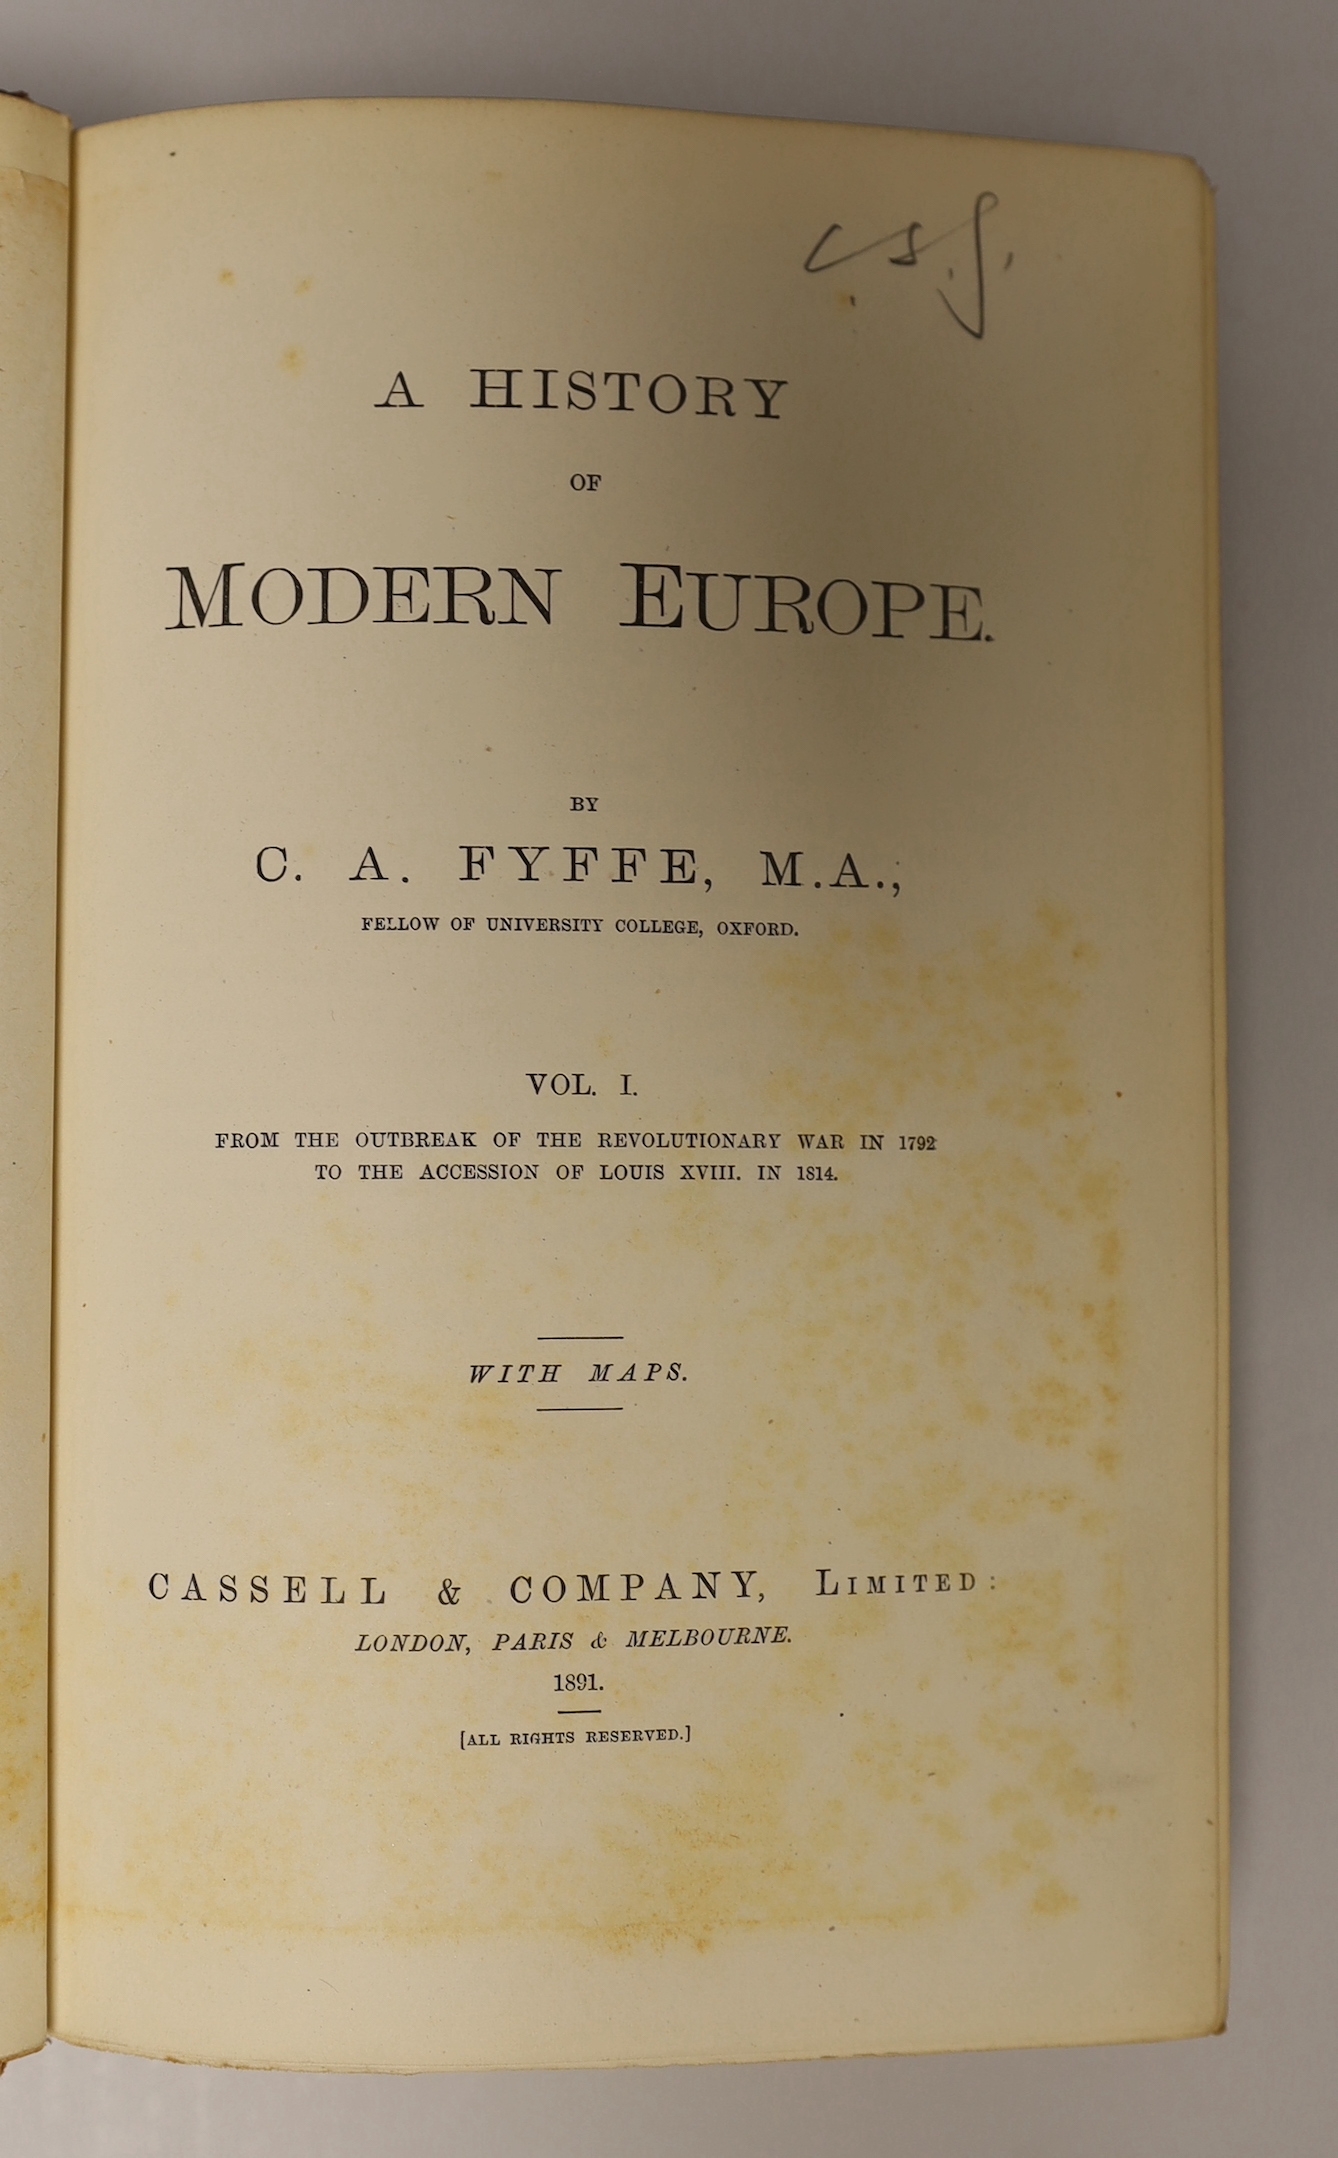 A HISTORY
OF
MODERN EUROPE.
BY
C. A. FYFFE, M.A.,
FELLOW OF UNIVERSITY COLLEGE, OXFORD.
VOL. I.
FROM THE OUTBREAK OF THE REVOLUTIONARY WAR IN 1792
TO THE ACCESSION OF LOUIS XVIII. IN 1814.
WITH MAPS.
CASSELL & COMPANY, LIMITED:
LONDON, PARIS & MELBOURNE.
1891.
[ALL RIGHTS RESERVED.]